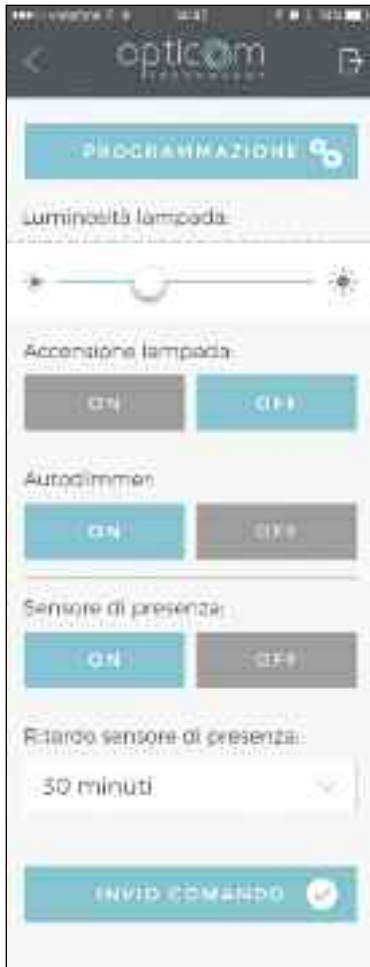 opticom
PROGRAMMAZIONE
Luminosità lampada:
Accensione lampada:
ON OFF
Autodimmer:
ON OFF
Sensore di presenza:
ON OFF
Ritardo sensore di presenza:
30 minuti
INVIO COMANDO